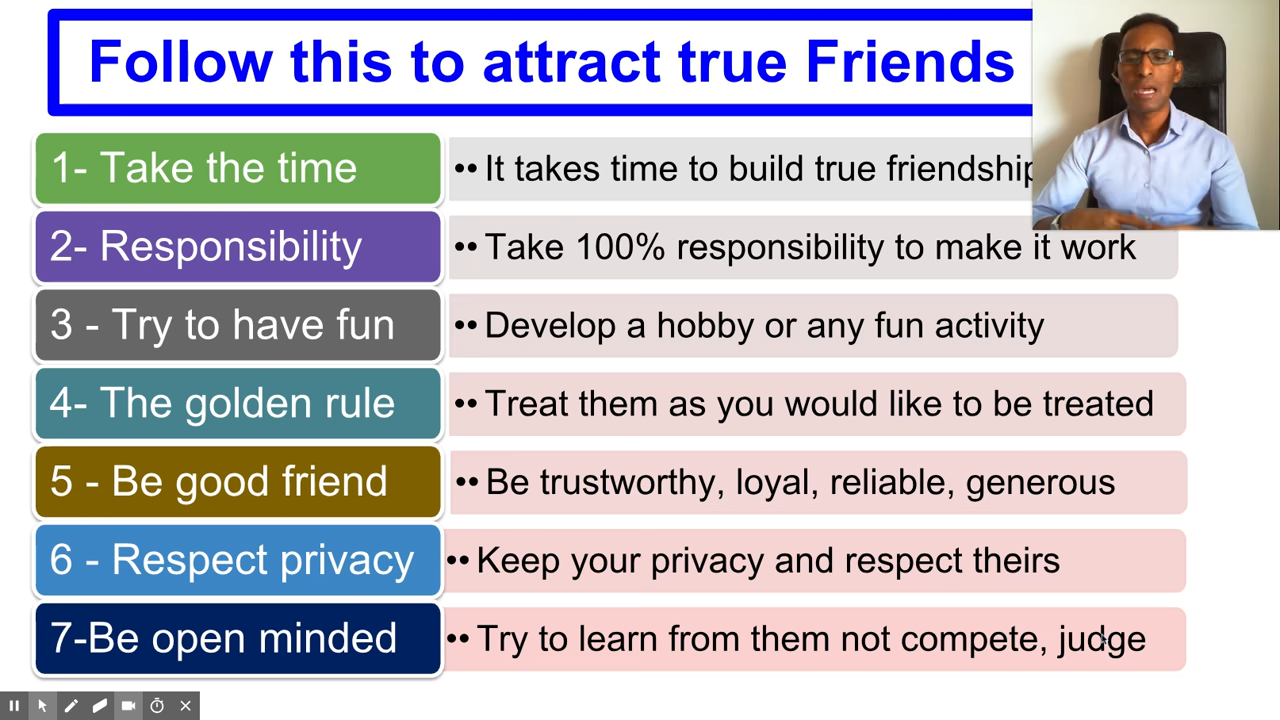 Follow this to attract true Friends
1- Take the time
•• It takes time to build true friendship
2- Responsibility
•• Take 100% responsibility to make it work
3 - Try to have fun
•• Develop a hobby or any fun activity
4- The golden rule
•• Treat them as you would like to be treated
5 - Be good friend
•• Be trustworthy, loyal, reliable, generous
6 - Respect privacy
•• Keep your privacy and respect theirs
7-Be open minded
•• Try to learn from them not compete, judge